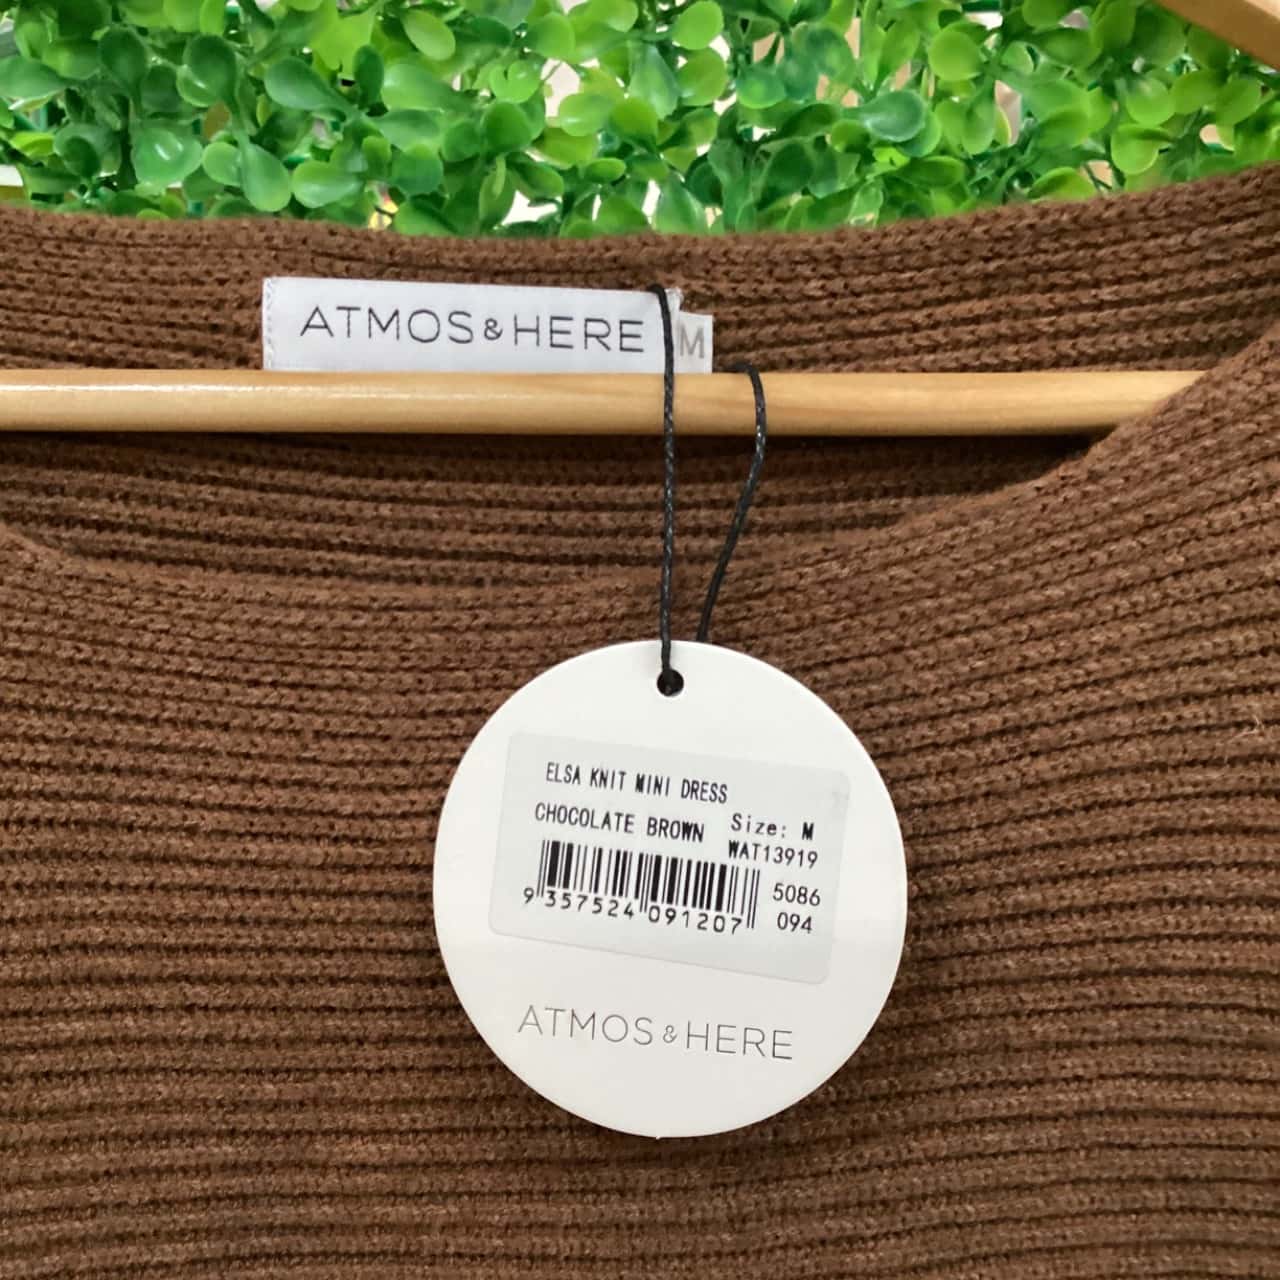 ATMOS&HERE
M
ELSA KNIT MINI DRESS
CHOCOLATE BROWN Size: M
WAT13919
5086
9 357524 091207 094
ATMOS&HERE